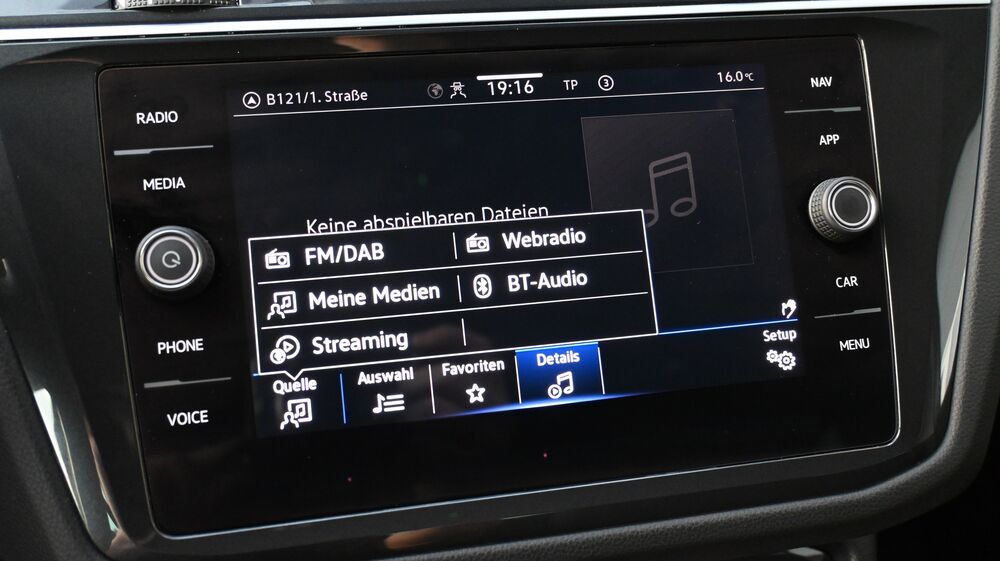 RADIO
MEDIA
PHONE
VOICE
B121/1. Straße 19:16 TP 3 16.0 °C
Keine abspielbaren Dateien
FM/DAB Webradio
Meine Medien BT-Audio
Streaming
Quelle Auswahl Favoriten Details Setup
NAV
APP
CAR
MENU